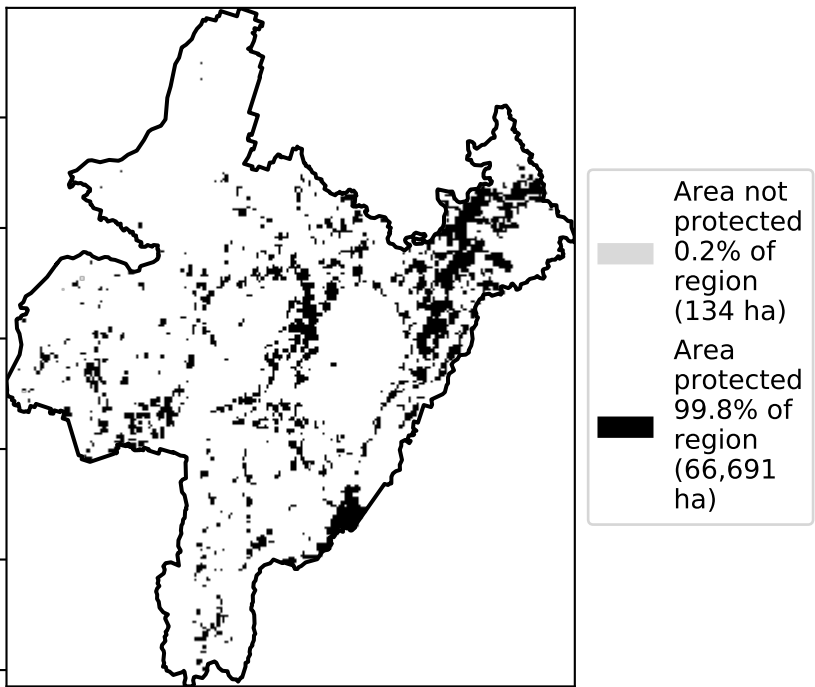 Area not
protected
0.2% of
region
(134 ha)
Area
protected
99.8% of
region
(66,691
ha)